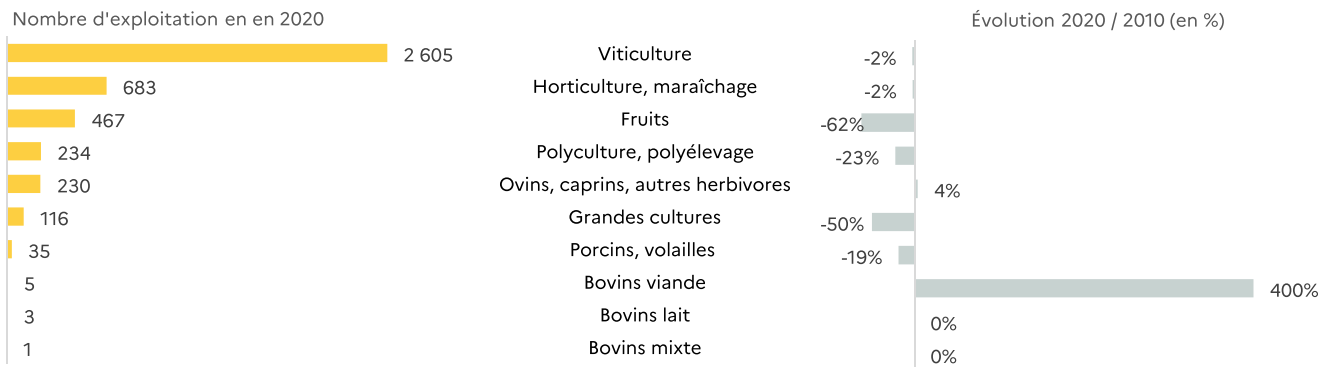 Nombre d'exploitation en en 2020 Évolution 2020 / 2010 (en %)
2 605 Viticulture -2%
683 Horticulture, maraîchage -2%
467 Fruits -62%
234 Polyculture, polyélevage -23%
230 Ovins, caprins, autres herbivores 4%
116 Grandes cultures -50%
35 Porcins, volailles -19%
5 Bovins viande 400%
3 Bovins lait 0%
1 Bovins mixte 0%